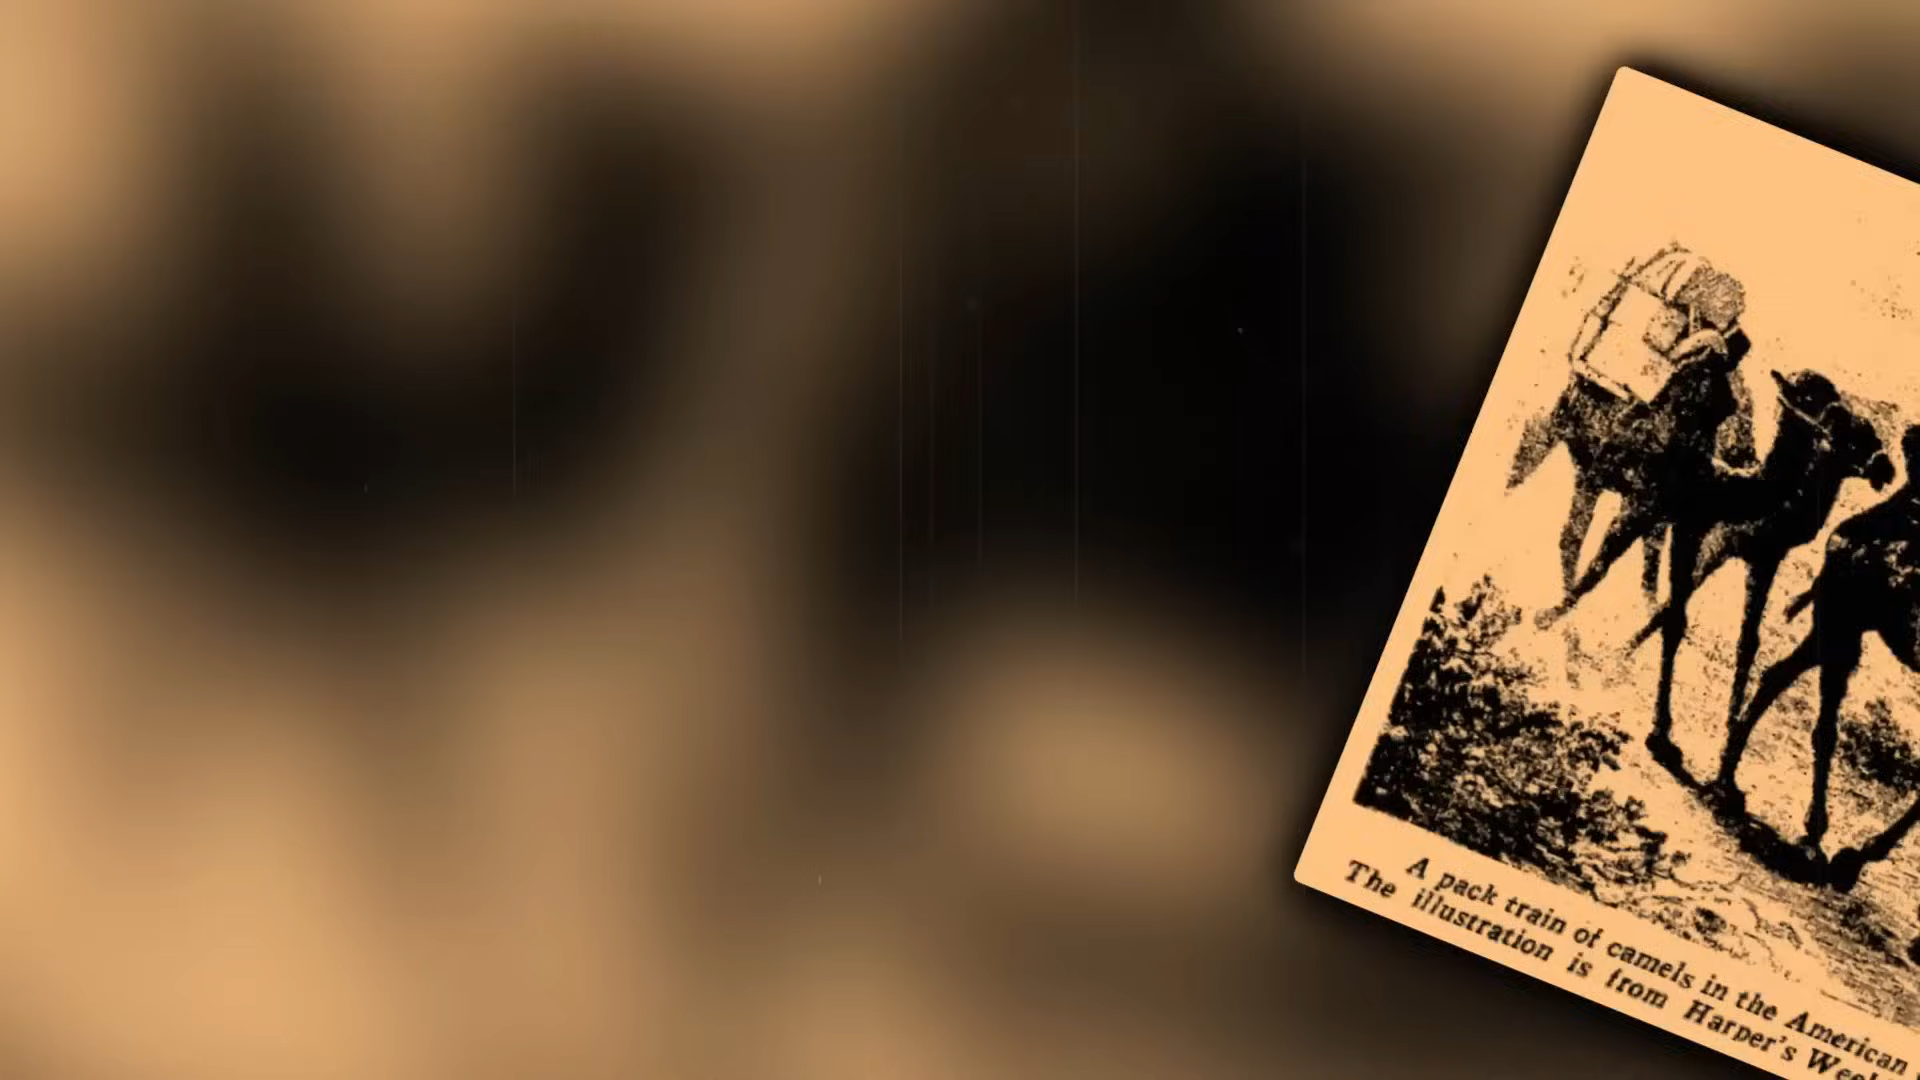 A pack train of camels in the American
The illustration is from Harper's